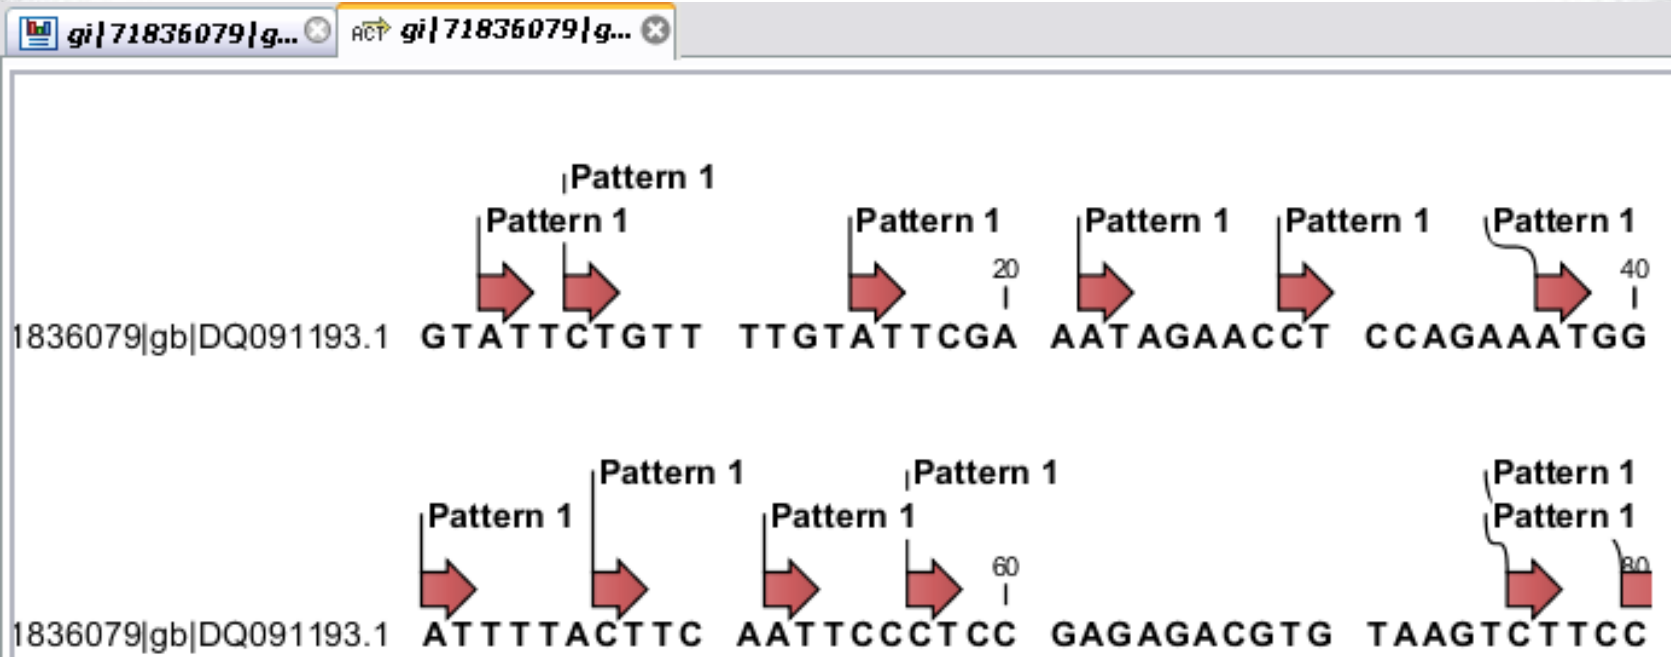 gi|71836079|g... ACT gi|71836079|g...
Pattern 1
Pattern 1 Pattern 1 Pattern 1 Pattern 1 Pattern 1
20 40
1836079|gb|DQ091193.1 GTATTCTGTT TTGTATTCGA AATAGAACCT CCAGAAATGG
Pattern 1 Pattern 1 Pattern 1
Pattern 1 Pattern 1 Pattern 1
60 80
1836079|gb|DQ091193.1 ATTTTACTTC AATTCCCTCC GAGAGACGTG TAAGTCTTCC